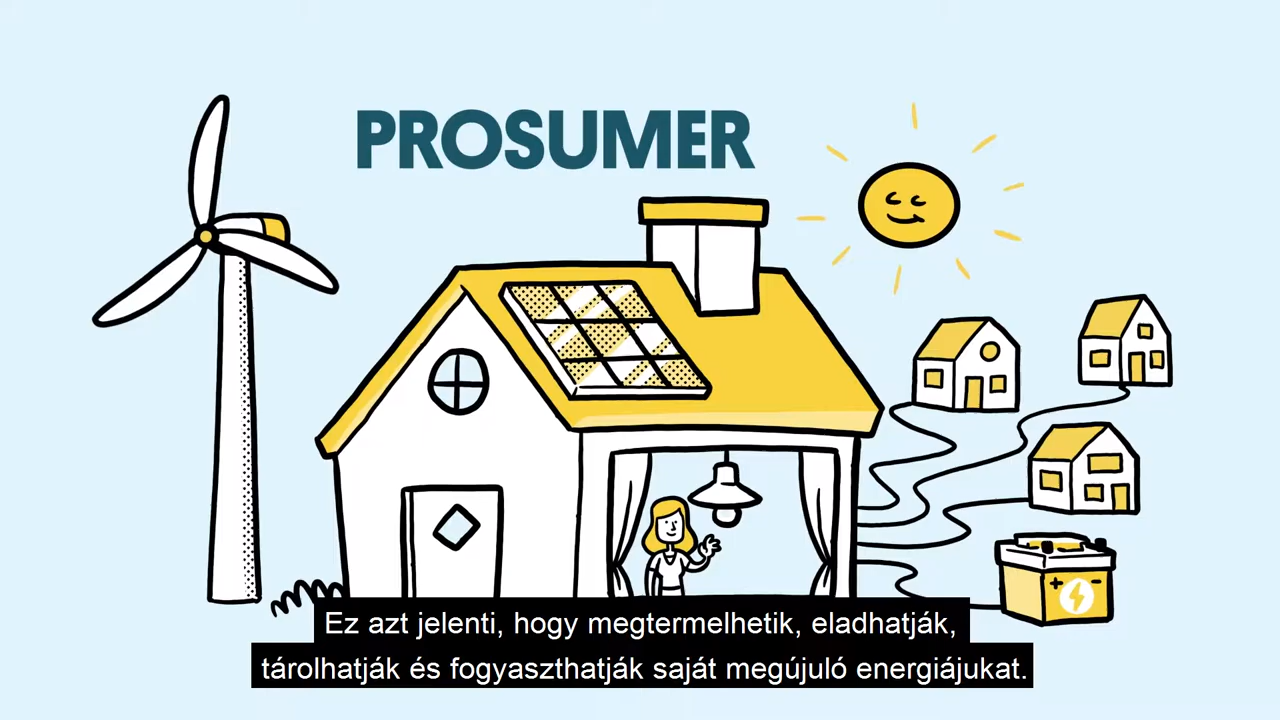 PROSUMER
Ez azt jelenti, hogy megtermelhetik, eladhatják,
tárolhatják és fogyaszthatják saját megújuló energiájukat.